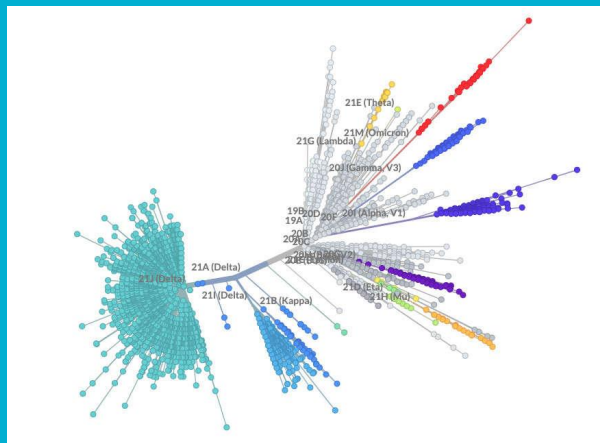 21E (Theta)
21M (Omicron)
21G (Lambda)
20J (Gamma, V3)
19B
20D
20I (Alpha, V1)
19A
20F
20B
20C
21A (Delta)
21J (Delta)
21D (Eta)
21I (Delta)
21H (Mu)
21B (Kappa)